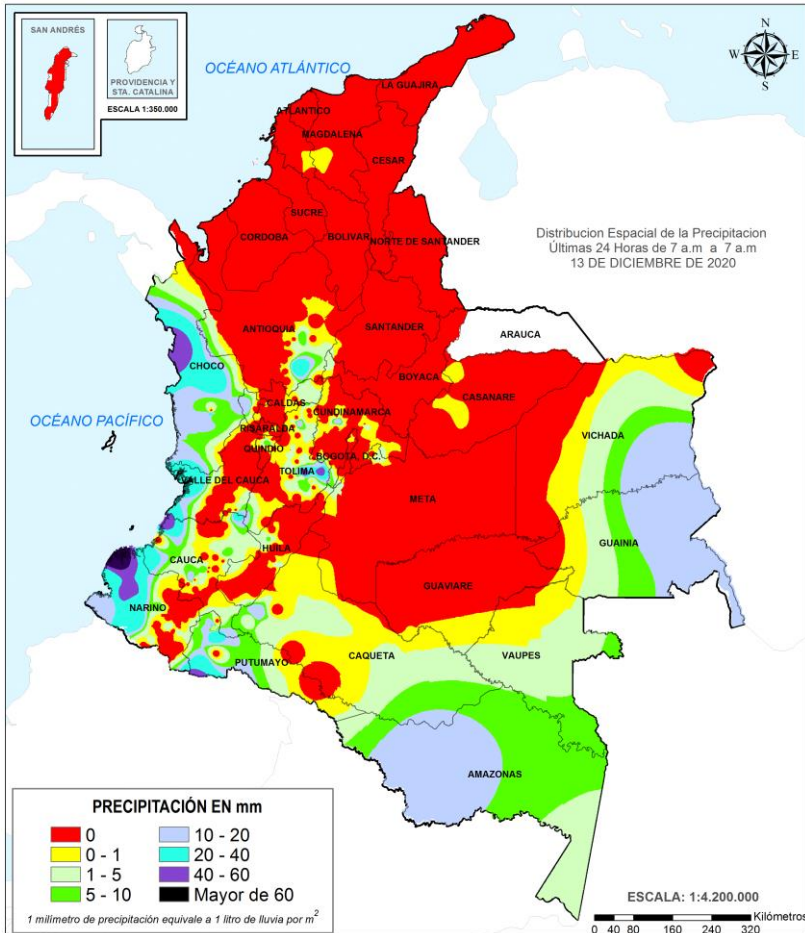 SAN ANDRÉS
PROVIDENCIA Y
STA. CATALINA
ESCALA 1:350.000
OCÉANO ATLÁNTICO
N
W
E
S
LA GUAJIRA
ATLANTICO
MAGDALENA
CESAR
SUCRE
CORDOBA
BOLIVAR
NORTE DE SANTANDER
Distribucion Espacial de la Precipitacion
Últimas 24 Horas de 7 a.m a 7 a.m
13 DE DICIEMBRE DE 2020
ANTIOQUIA
SANTANDER
ARAUCA
CHOCO
BOYACA
CASANARE
OCÉANO PACÍFICO
CALDAS
CUNDINAMARCA
RISARALDA
VICHADA
QUINDIO
BOGOTA, D.C.
TOLIMA
VALLE DEL CAUCA
META
GUAINIA
HUILA
CAUCA
GUAVIARE
NARINO
CAQUETA
VAUPES
PUTUMAYO
AMAZONAS
PRECIPITACIÓN EN mm
0
10 - 20
0 - 1
20 - 40
1 - 5
40 - 60
5 - 10
Mayor de 60
1 milímetro de precipitación equivale a 1 litro de lluvia por m²
ESCALA: 1:4.200.000
Kilómetros
0 40 80 160 240 320